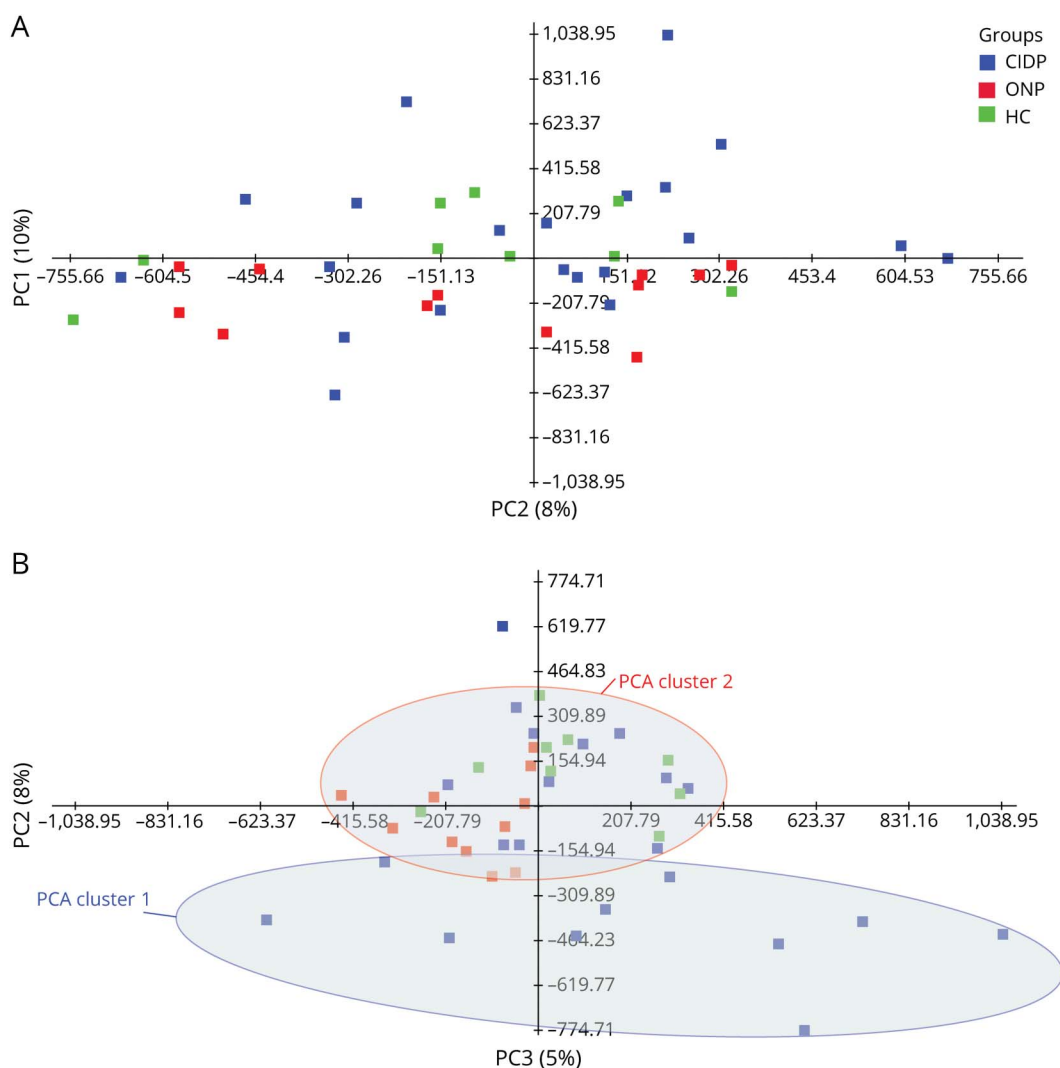 A
1,038.95
Groups
CIDP
831.16
ONP
HC
623.37
415.58
207.79
PC1 (10%)
−755.66 −604.5 −454.4 −302.26 −151.13 302.26 453.4 604.53 755.66
−207.79
−415.58
−623.37
−831.16
−1,038.95
PC2 (8%)
B
774.71
619.77
464.83
PCA cluster 2
309.89
154.94
PC2 (8%)
−1,038.95 −831.16 −623.37 −415.58 −207.79 207.79 415.58 623.37 831.16 1,038.95
−154.94
−309.89
PCA cluster 1
−464.23
−619.77
−774.71
PC3 (5%)